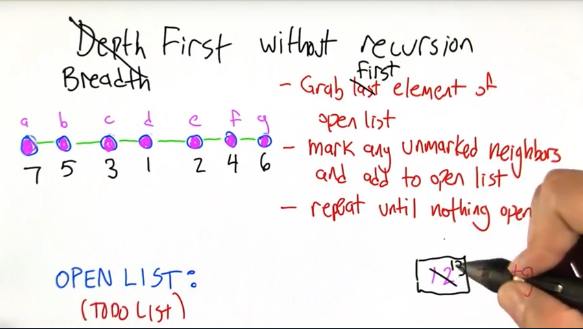 Depth First without recursion
Breadth
First
- Grab last element of
open list
a b c d e f g
- mark any unmarked neighbors
and add to open list
7 5 3 1 2 4 6
- repeat until nothing open
OPEN LIST:
(TODO LIST)
12 13